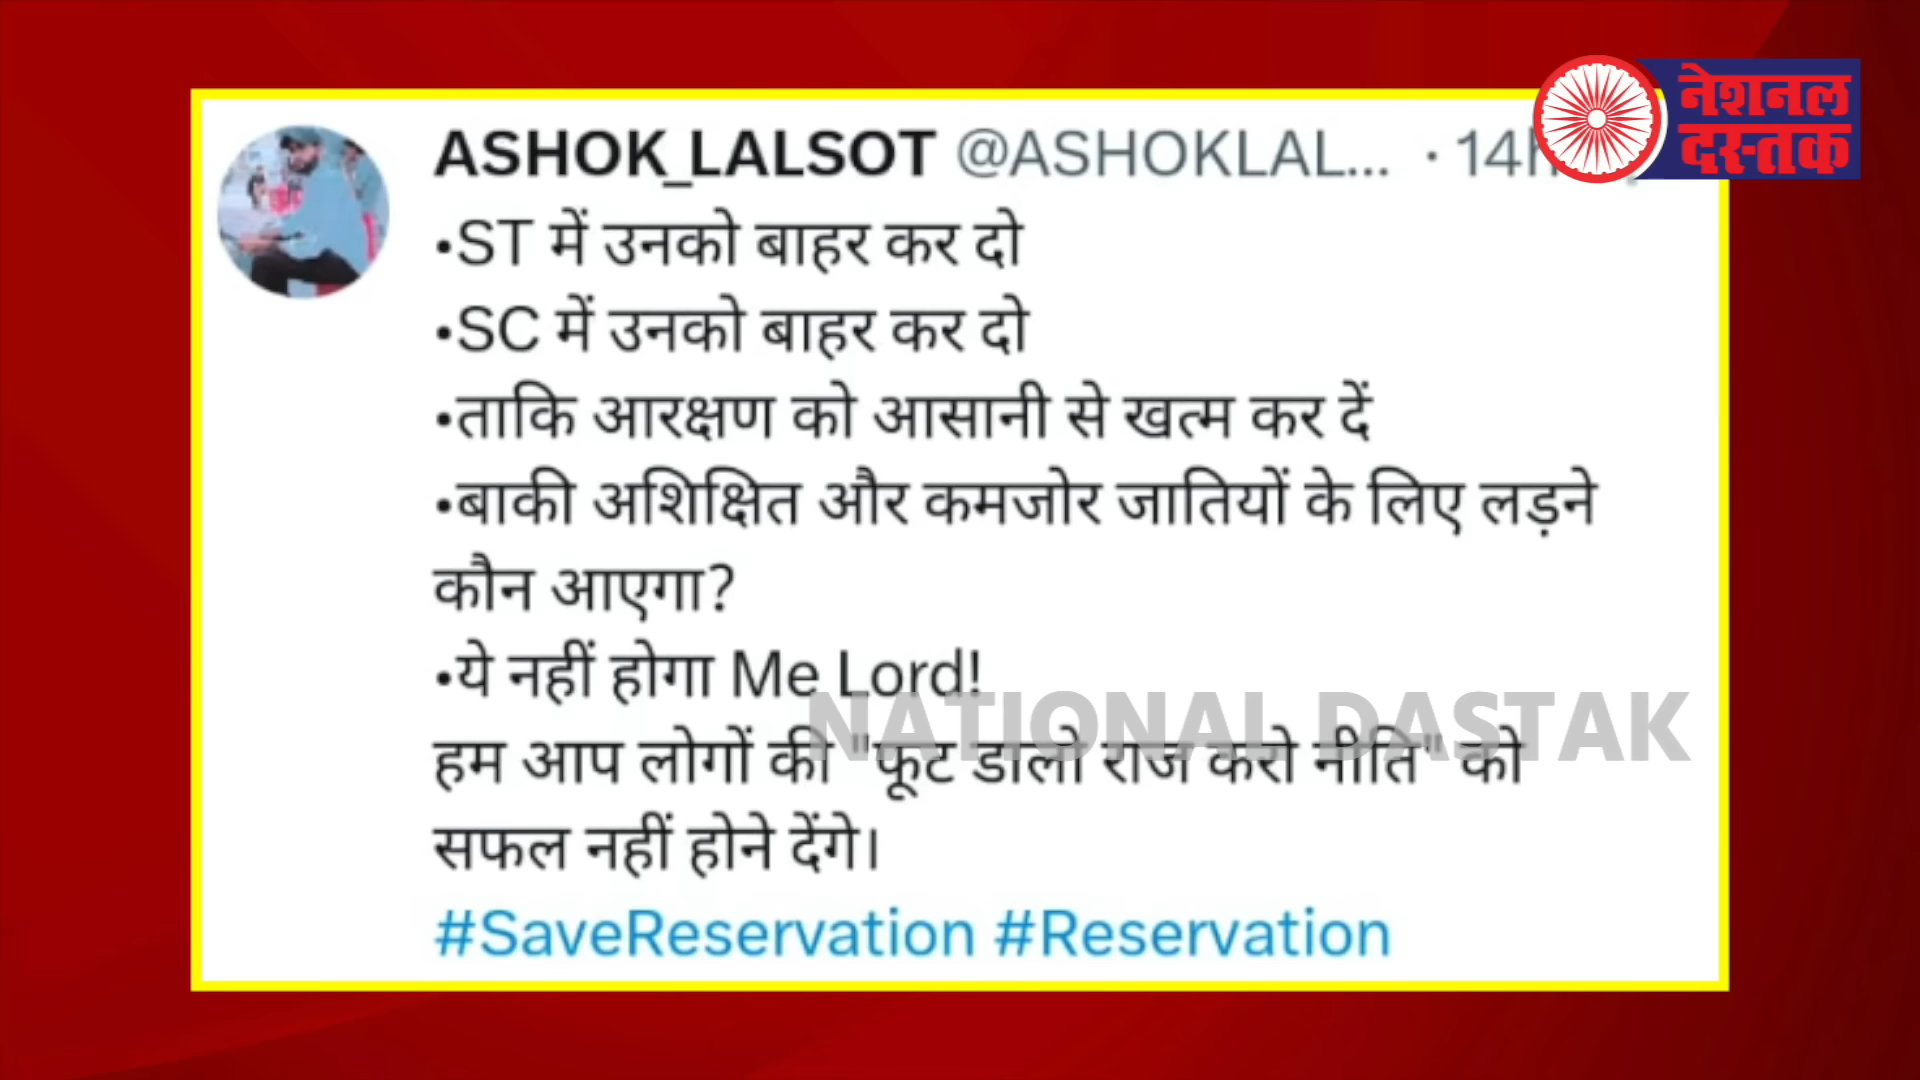 नेशनल
दस्तक
ASHOK_LALSOT @ASHOKLAL... · 14h
•ST में उनको बाहर कर दो
•SC में उनको बाहर कर दो
•ताकि आरक्षण को आसानी से खत्म कर दें
•बाकी अशिक्षित और कमजोर जातियों के लिए लड़ने
कौन आएगा?
•ये नहीं होगा Me Lord!
NATIONAL DASTAK
हम आप लोगों की "फूट डालो राज करो नीति" को
सफल नहीं होने देंगे।
#SaveReservation #Reservation